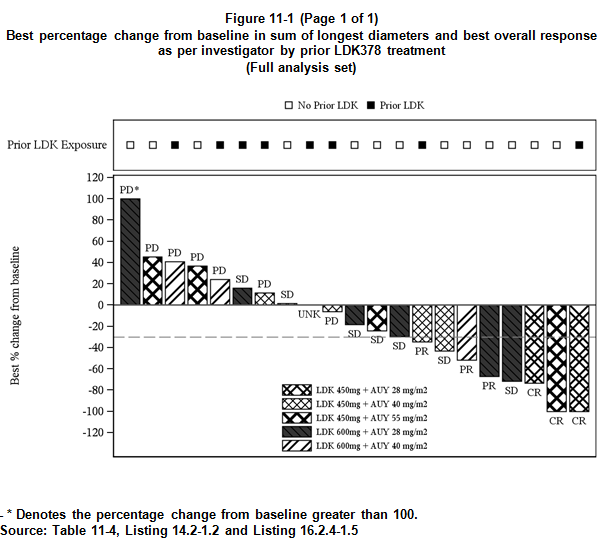 Figure 11-1 (Page 1 of 1)
Best percentage change from baseline in sum of longest diameters and best overall response
as per investigator by prior LDK378 treatment
(Full analysis set)
No Prior LDK Prior LDK
Prior LDK Exposure
Best % change from baseline
120
100
80
60
40
20
0
-20
-40
-60
-80
-100
-120
PD*
PD
PD
PD
PD
SD
PD
SD
UNK
PD
SD
SD
SD
PR
SD
PR
PR
SD
CR
CR
CR
LDK 450mg + AUY 28 mg/m2
LDK 450mg + AUY 40 mg/m2
LDK 450mg + AUY 55 mg/m2
LDK 600mg + AUY 28 mg/m2
LDK 600mg + AUY 40 mg/m2
- * Denotes the percentage change from baseline greater than 100.
Source: Table 11-4, Listing 14.2-1.2 and Listing 16.2.4-1.5